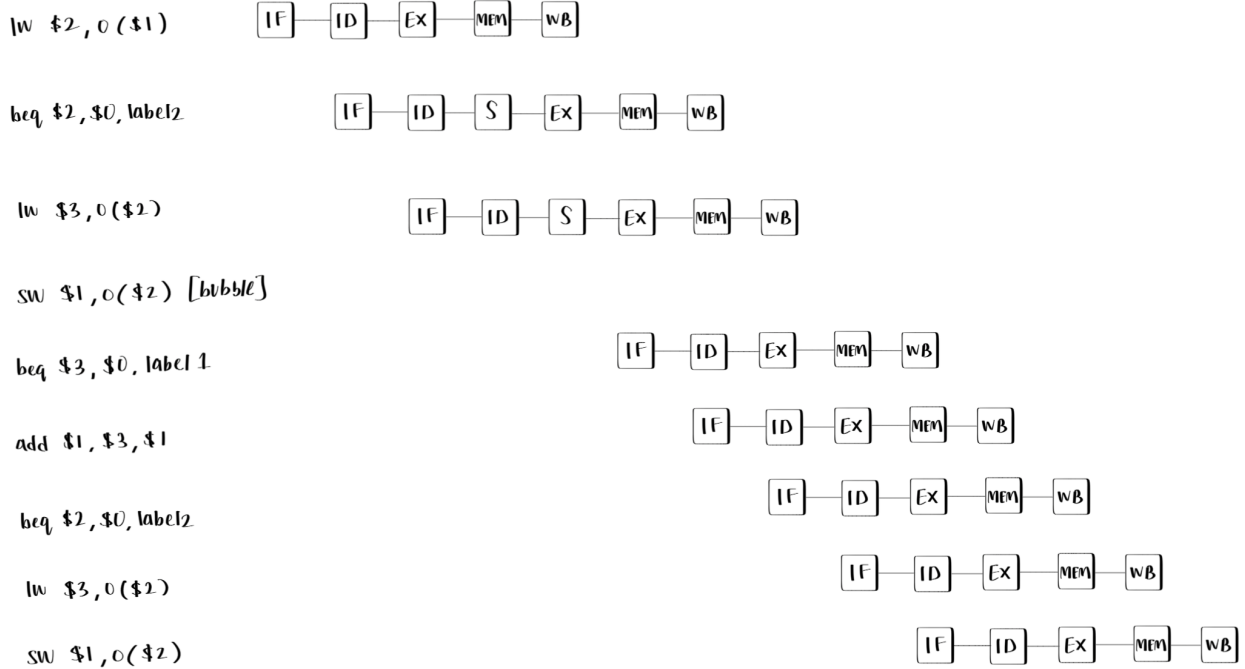 lw $2, 0($1) IF ID EX MEM WB
beq $2, $0, label2 IF ID S EX MEM WB
lw $3, 0($2) IF ID S EX MEM WB
sw $1, 0($2) [bubble]
beq $3, $0, label 1 IF ID EX MEM WB
add $1, $3, $1 IF ID EX MEM WB
beq $2, $0, label2 IF ID EX MEM WB
lw $3, 0($2) IF ID EX MEM WB
sw $1, 0($2) IF ID EX MEM WB